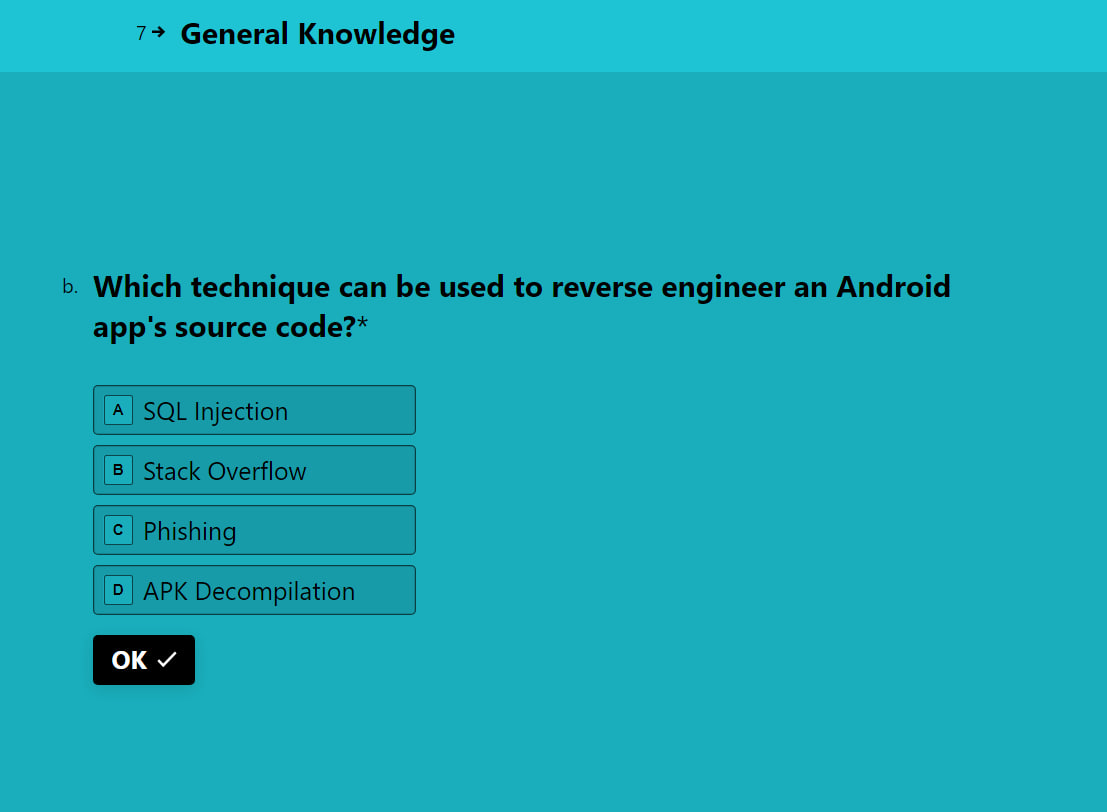 7→ General Knowledge
b. Which technique can be used to reverse engineer an Android
app's source code?*
A SQL Injection
B Stack Overflow
C Phishing
D APK Decompilation
OK ✓